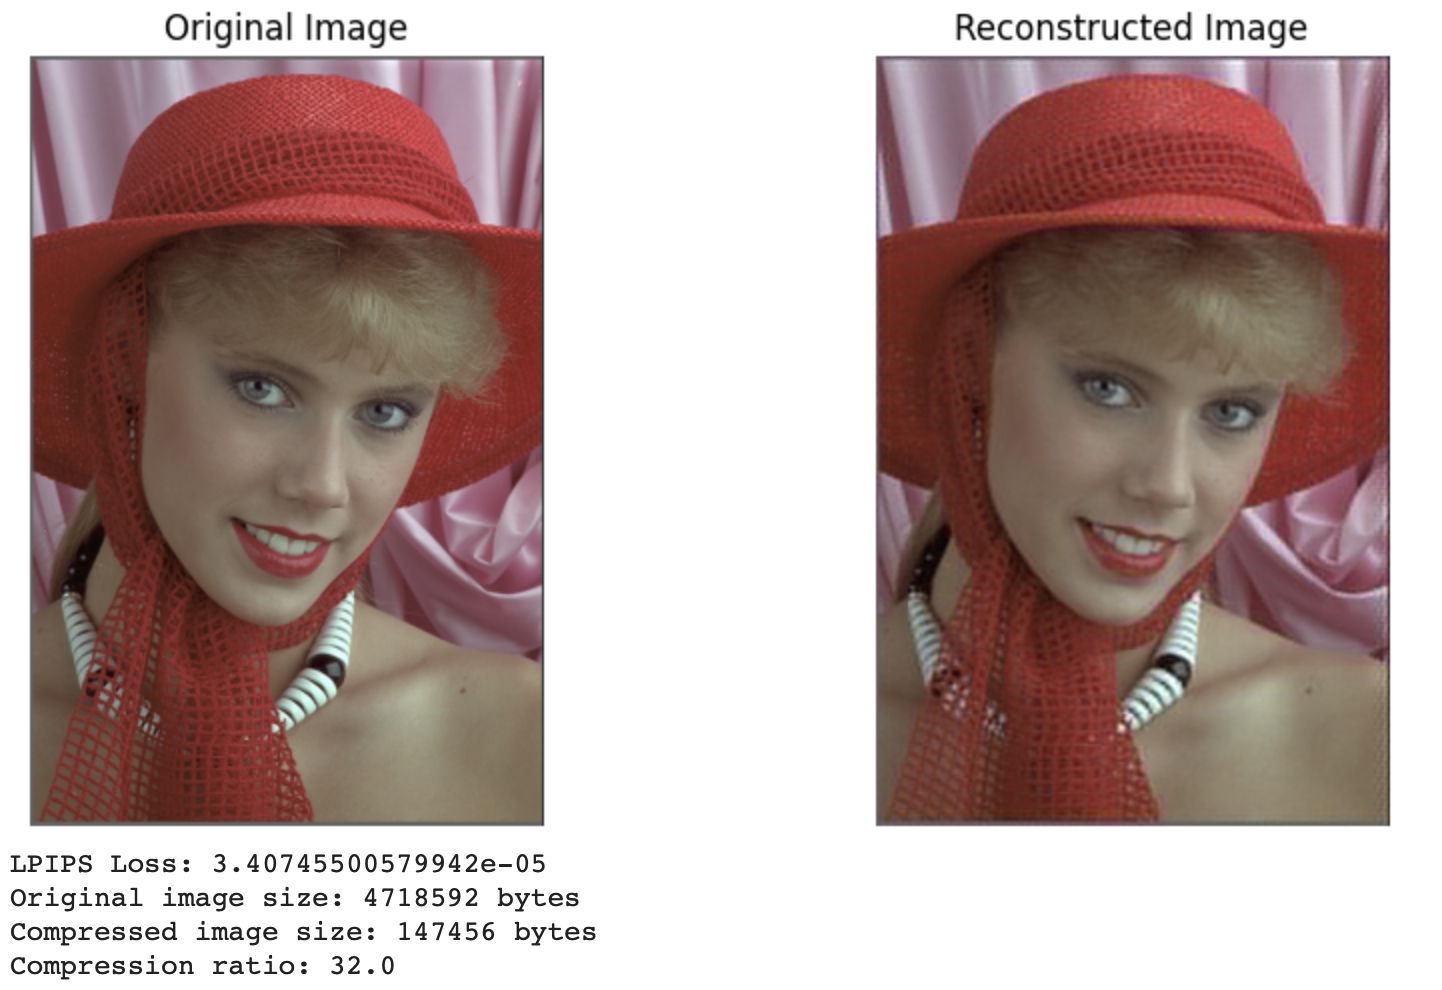 Original Image
Reconstructed Image
LPIPS Loss: 3.40745500579942e-05
Original image size: 4718592 bytes
Compressed image size: 147456 bytes
Compression ratio: 32.0